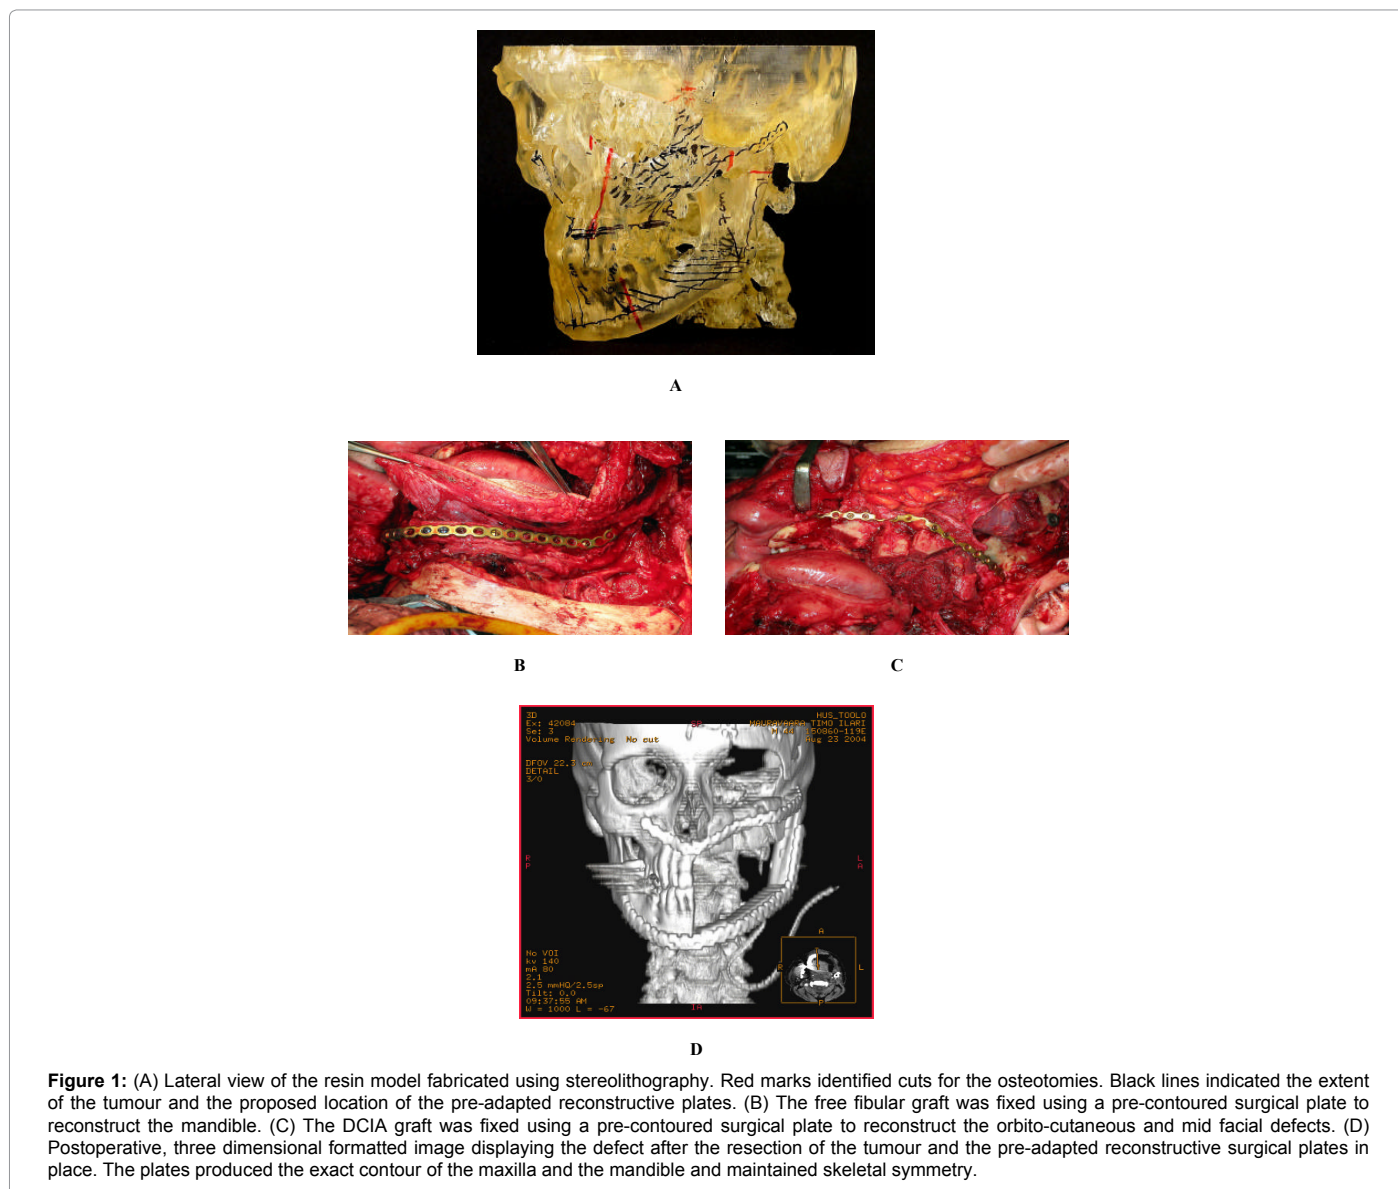 A
B
C
3D
Ex: 42084
Se: 3
Volume Rendering No cut
HUS_TOOLO
TIMO ILARI
150860-119E
Aug 23 2004
DFOV 22.3
DETAIL
3/0
R
P
L
A
A
R
L
P
No VOI
kv 140
mA 80
2.1
2.5 mmHQ/2.5sp
Tilt: 0.0
09:37:55 AM
W = 1000 L = -67
IA
D
Figure 1: (A) Lateral view of the resin model fabricated using stereolithography. Red marks identified cuts for the osteotomies. Black lines indicated the extent
of the tumour and the proposed location of the pre-adapted reconstructive plates. (B) The free fibular graft was fixed using a pre-contoured surgical plate to
reconstruct the mandible. (C) The DCIA graft was fixed using a pre-contoured surgical plate to reconstruct the orbito-cutaneous and mid facial defects. (D)
Postoperative, three dimensional formatted image displaying the defect after the resection of the tumour and the pre-adapted reconstructive surgical plates in
place. The plates produced the exact contour of the maxilla and the mandible and maintained skeletal symmetry.